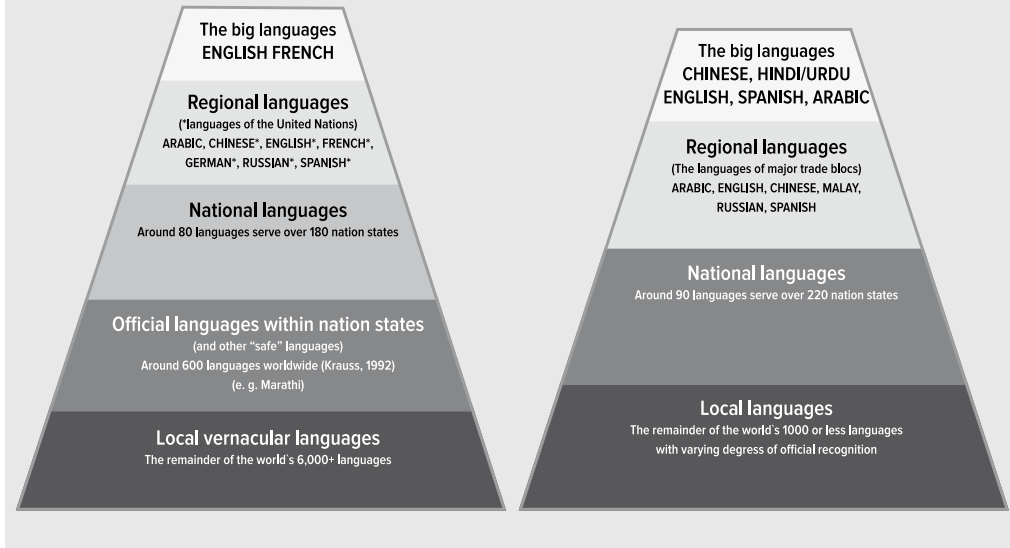 The big languages
ENGLISH FRENCH
Regional languages
(*languages of the United Nations)
ARABIC, CHINESE*, ENGLISH*, FRENCH*,
GERMAN*, RUSSIAN*, SPANISH*
National languages
Around 80 languages serve over 180 nation states
Official languages within nation states
(and other “safe” languages)
Around 600 languages worldwide (Krauss, 1992)
(e. g. Marathi)
Local vernacular languages
The remainder of the world`s 6,000+ languages
The big languages
CHINESE, HINDI/URDU
ENGLISH, SPANISH, ARABIC
Regional languages
(The languages of major trade blocs)
ARABIC, ENGLISH, CHINESE, MALAY,
RUSSIAN, SPANISH
National languages
Around 90 languages serve over 220 nation states
Local languages
The remainder of the world`s 1000 or less languages
with varying degress of official recognition